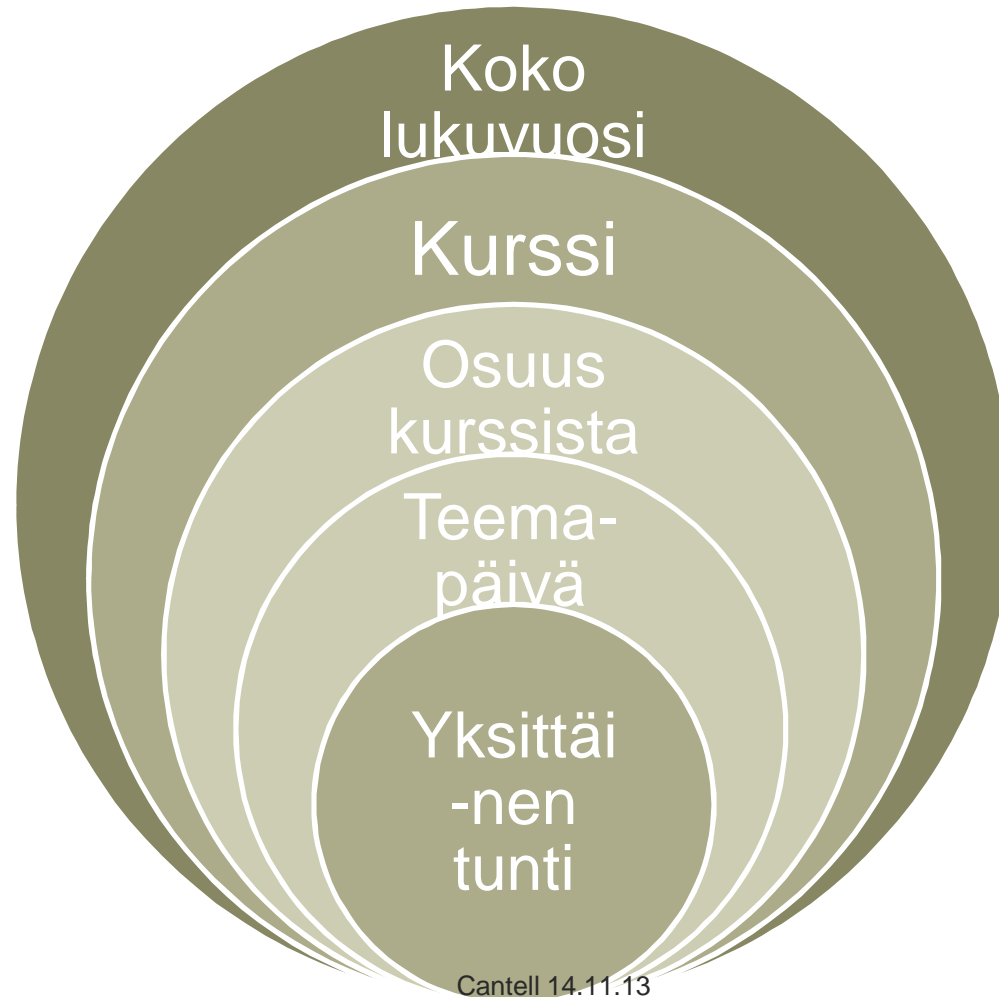 Koko
lukuvuosi
Kurssi
Osuus
kurssista
Teema-
päivä
Yksittäi
-nen
tunti
Cantell 14.11.13